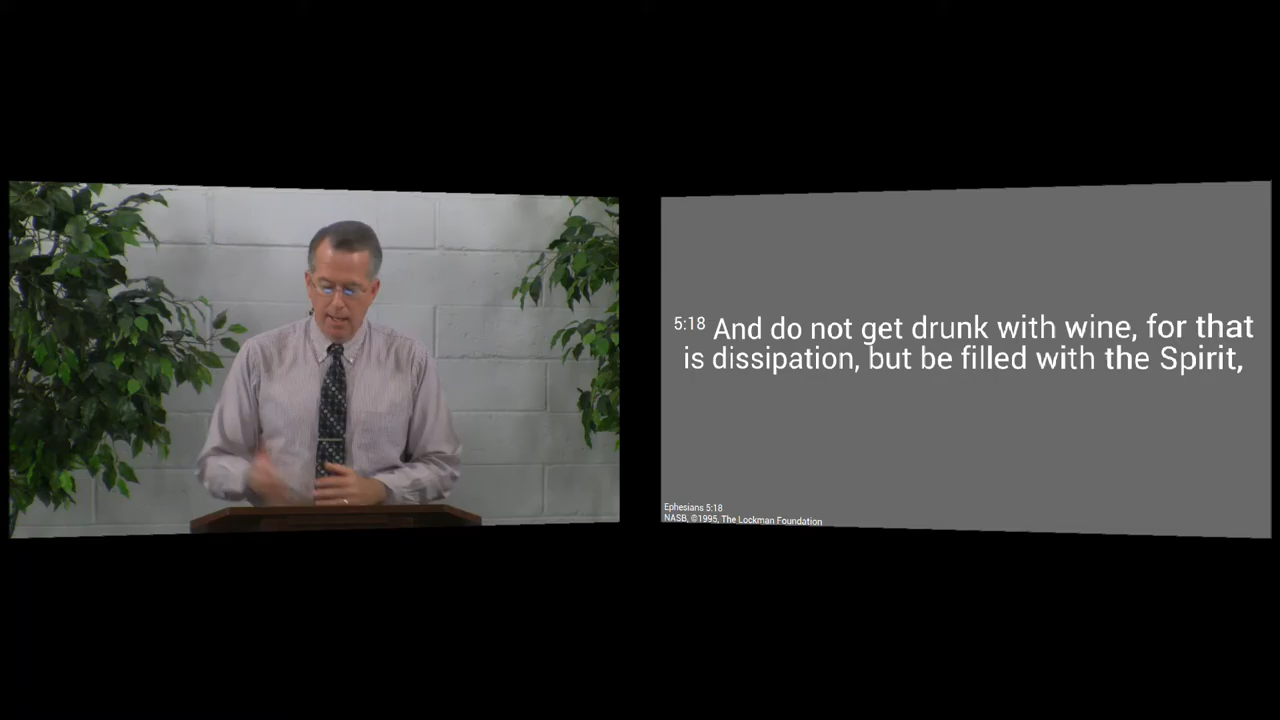 5:18 And do not get drunk with wine, for that
is dissipation, but be filled with the Spirit,
Ephesians 5:18
NASB, ©1995, The Lockman Foundation